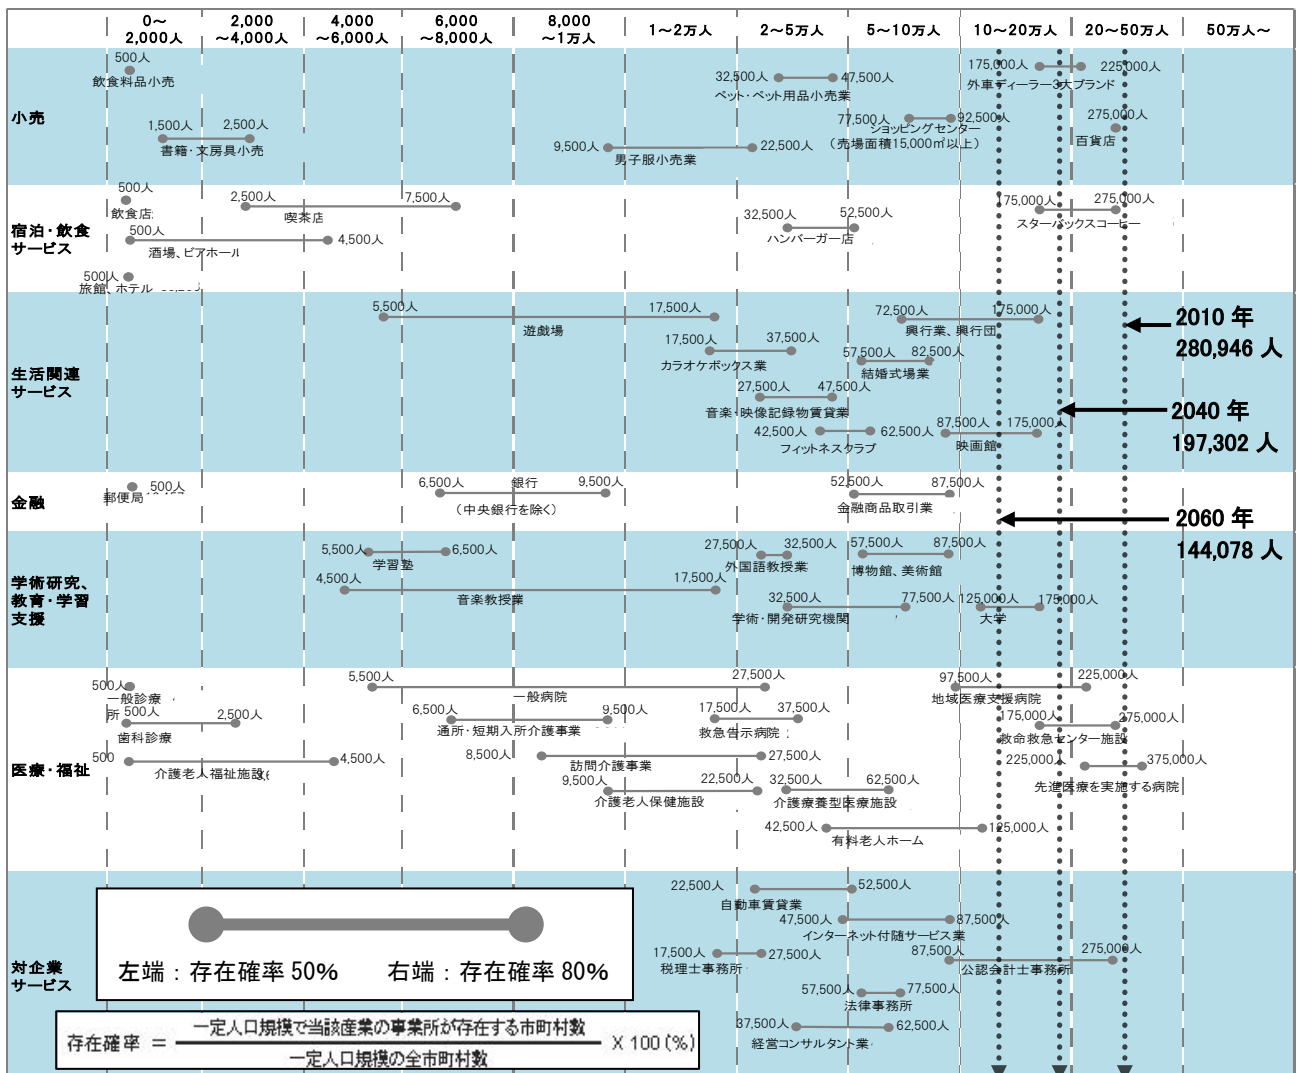 0～
2,000人
2,000
～4,000人
4,000
～6,000人
6,000
～8,000人
8,000
～1万人
1～2万人
2～5万人
5～10万人
10～20万人
20～50万人
50万人～
小売
500人
飲食料品小売
1,500人
2,500人
書籍・文房具小売
9,500人
22,500人
男子服小売業
32,500人
47,500人
ペット・ペット用品小売業
77,500人
92,500人
ショッピングセンター
（売場面積15,000㎡以上）
175,000人
225,000人
外車ディーラー3大ブランド
275,000人
百貨店
宿泊・飲食
サービス
500人
飲食店
2,500人
7,500人
喫茶店
500人
4,500人
酒場、ビアホール
500人
旅館、ホテル
32,500人
52,500人
ハンバーガー店
175,000人
275,000人
スターバックスコーヒー
生活関連
サービス
5,500人
17,500人
遊戯場
17,500人
37,500人
カラオケボックス業
27,500人
47,500人
音楽・映像記録物賃貸業
42,500人
62,500人
フィットネスクラブ
72,500人
175,000人
興行業、興行団
57,500人
82,500人
結婚式場業
87,500人
175,000人
映画館
2010 年
280,946 人
2040 年
197,302 人
2060 年
144,078 人
金融
500人
郵便局
6,500人
銀行
9,500人
（中央銀行を除く）
52,500人
87,500人
金融商品取引業
学術研究、
教育・学習
支援
5,500人
6,500人
学習塾
4,500人
17,500人
音楽教授業
27,500人
32,500人
外国語教授業
57,500人
87,500人
博物館、美術館
32,500人
77,500人
学術・開発研究機関
125,000人
175,000人
大学
医療・福祉
500人
一般診療
所
500人
2,500人
歯科診療
500
4,500人
介護老人福祉施設
5,500人
27,500人
一般病院
6,500人
9,500人
通所・短期入所介護事業
17,500人
37,500人
救急告示病院
8,500人
27,500人
訪問介護事業
9,500人
22,500人
介護老人保健施設
32,500人
62,500人
介護療養型医療施設
42,500人
125,000人
有料老人ホーム
97,500人
225,000人
地域医療支援病院
175,000人
275,000人
救命救急センター施設
225,000人
375,000人
先進医療を実施する病院
対企業
サービス
22,500人
52,500人
自動車賃貸業
47,500人
87,500人
インターネット付随サービス業
17,500人
27,500人
税理士事務所
87,500人
275,000人
公認会計士事務所
57,500人
77,500人
法律事務所
37,500人
62,500人
経営コンサルタント業
左端：存在確率 50%　右端：存在確率 80%
存在確率 ＝ 一定人口規模で当該産業の事業所が存在する市町村数
一定人口規模の全市町村数
X 100 (%)